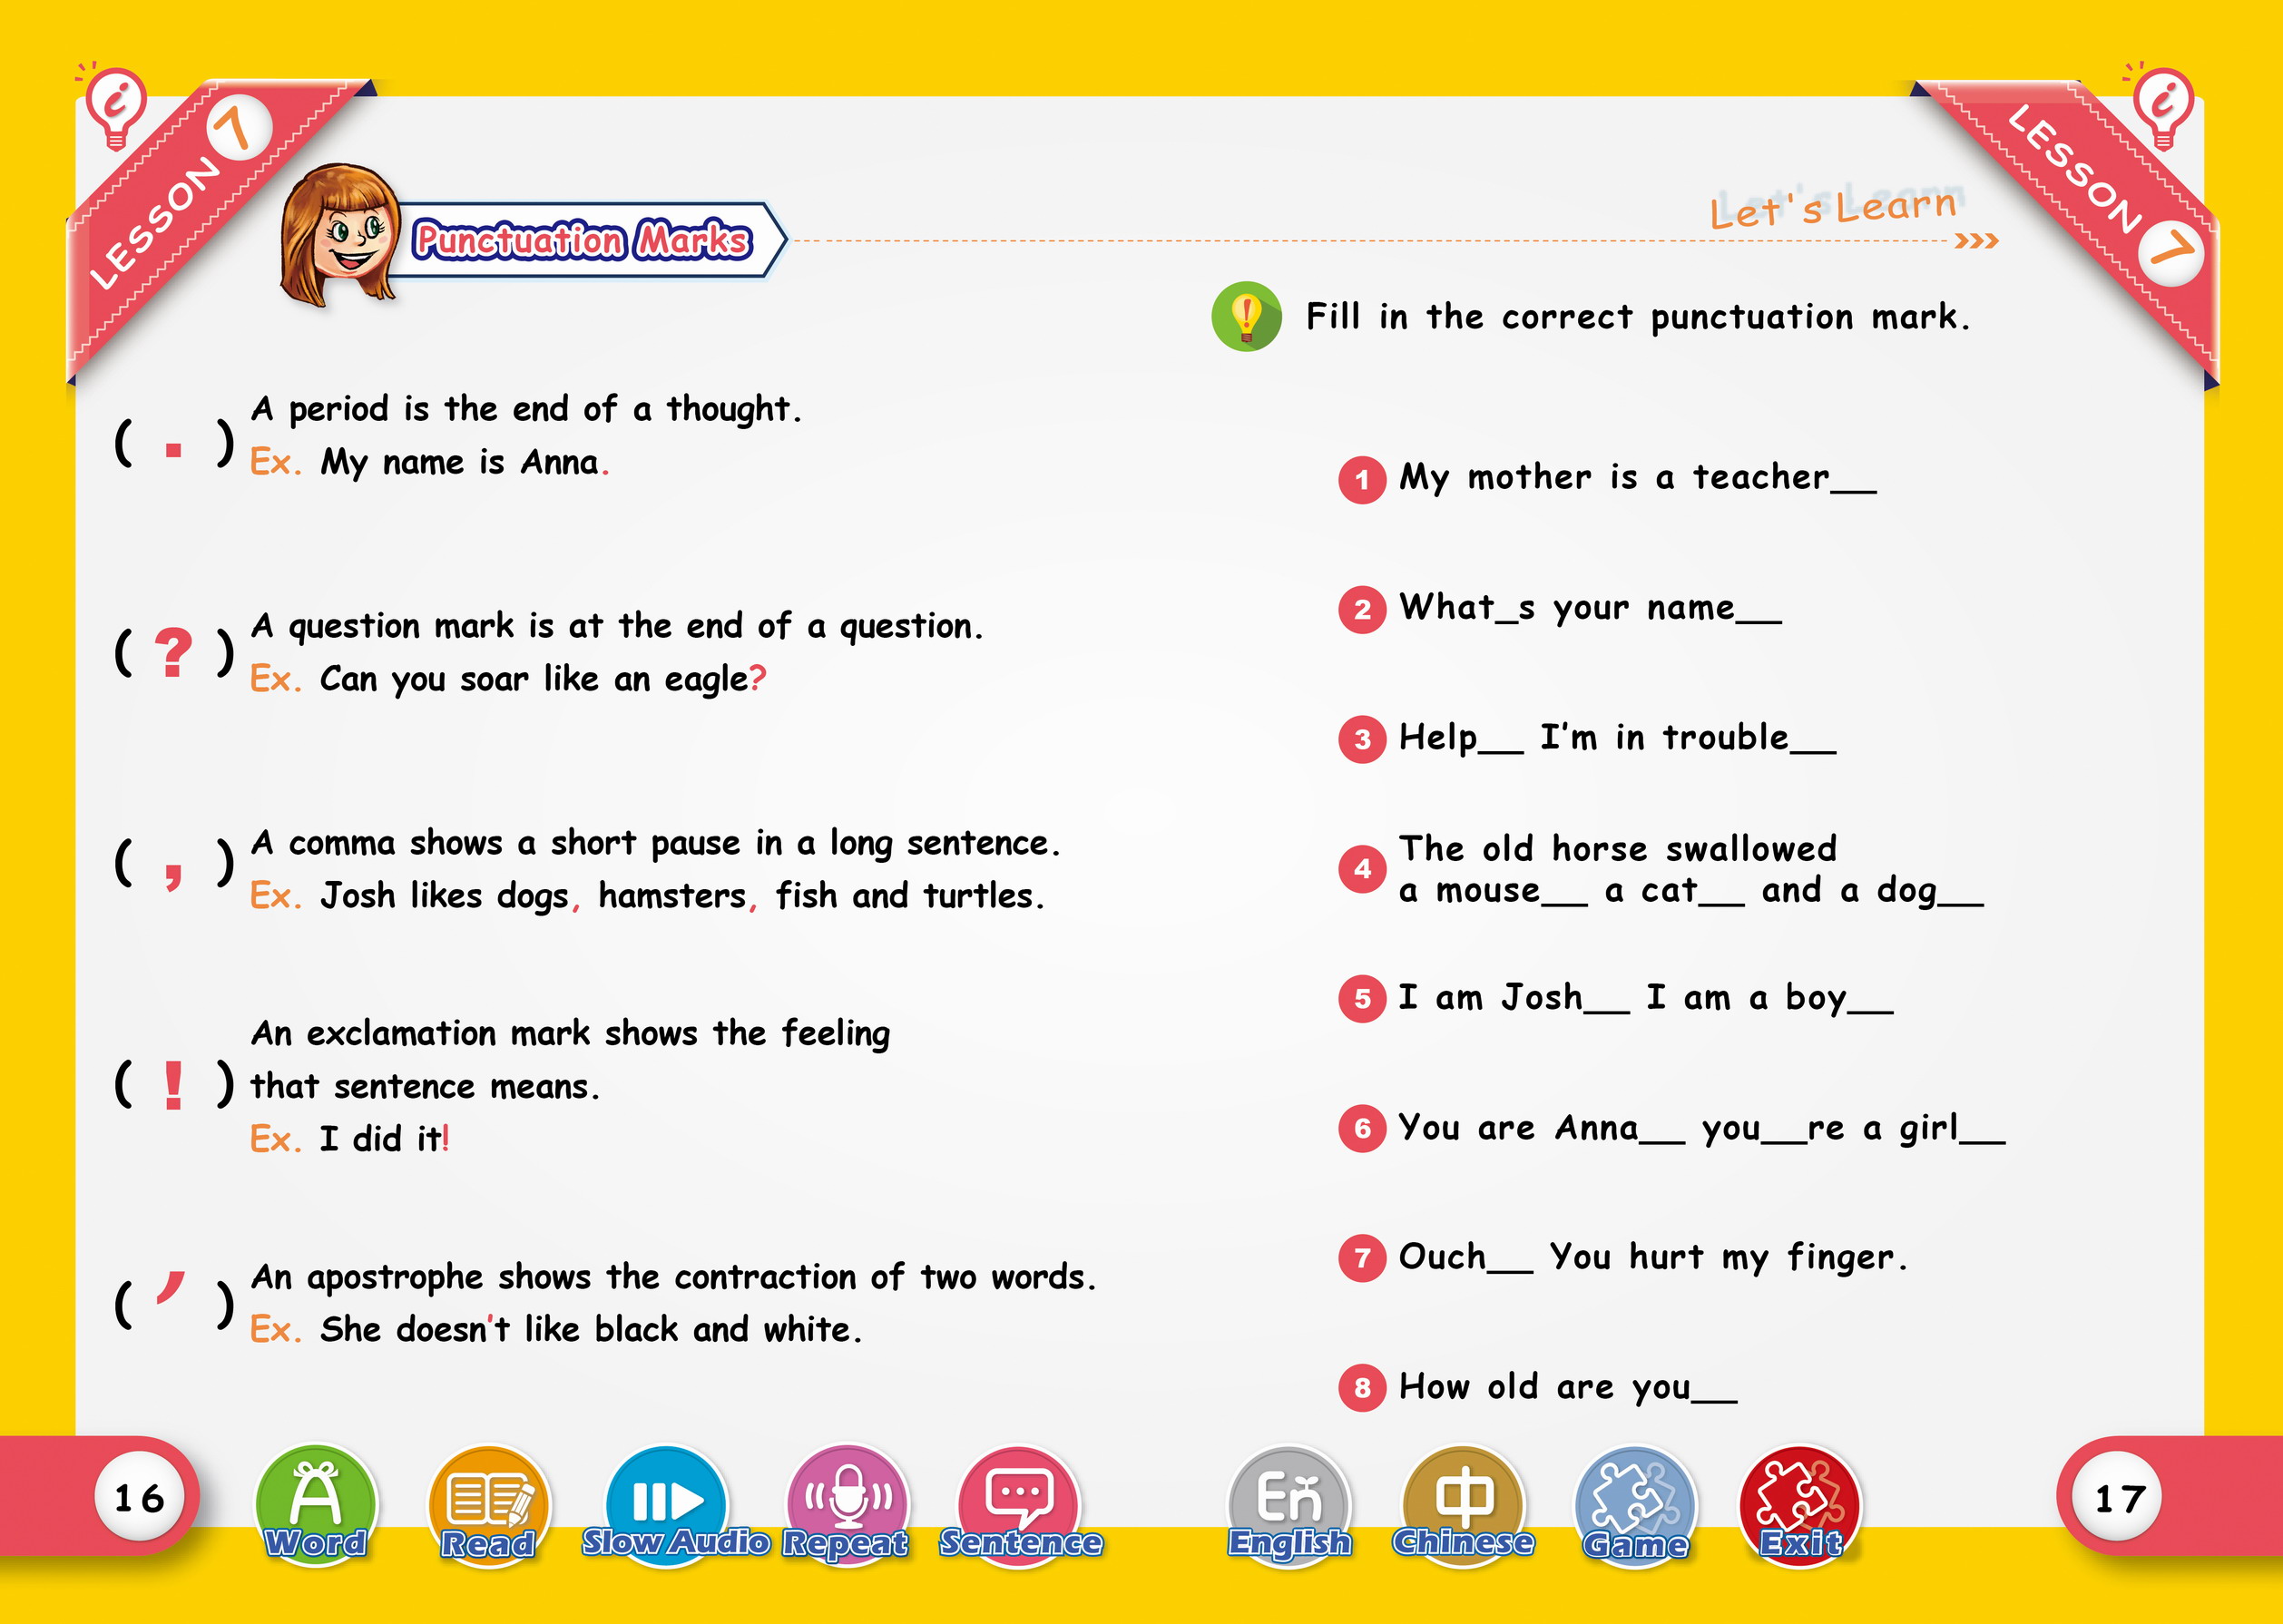 LESSON 7
Punctuation Marks
( . )
A period is the end of a thought.
Ex. My name is Anna.
( ? )
A question mark is at the end of a question.
Ex. Can you soar like an eagle?
( , )
A comma shows a short pause in a long sentence.
Ex. Josh likes dogs, hamsters, fish and turtles.
( ! )
An exclamation mark shows the feeling
that sentence means.
Ex. I did it!
( ’ )
An apostrophe shows the contraction of two words.
Ex. She doesn't like black and white.
16
Word
Read
Slow Audio
Repeat
Sentence
LESSON 7
Let's Learn
Fill in the correct punctuation mark.
1 My mother is a teacher__
2 What_s your name__
3 Help__ I’m in trouble__
4 The old horse swallowed
a mouse__ a cat__ and a dog__
5 I am Josh__ I am a boy__
6 You are Anna__ you__re a girl__
7 Ouch__ You hurt my finger.
8 How old are you__
En
English
中
Chinese
Game
Exit
17